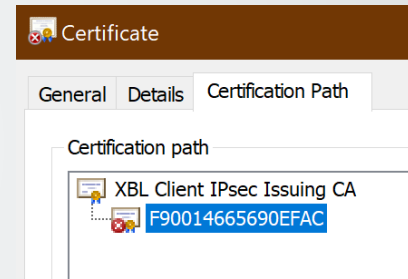 Certificate
General Details Certification Path
Certification path
XBL Client IPsec Issuing CA
F90014665690EFAC